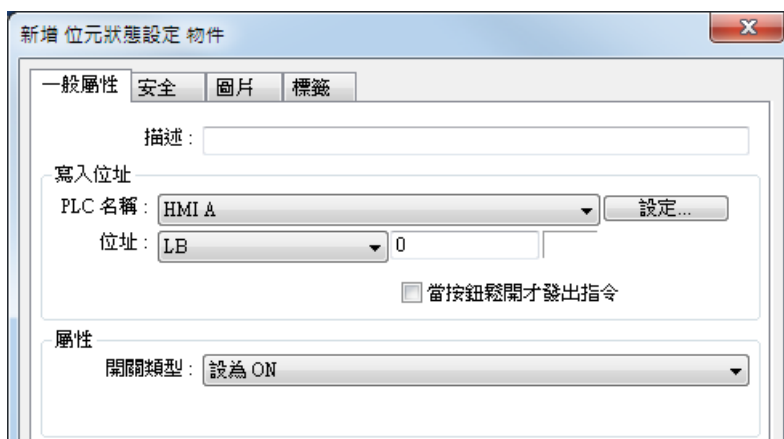 新增 位元狀態設定 物件
一般屬性 安全 圖片 標籤
描述 :
寫入位址
PLC 名稱 : HMI A 設定...
位址 : LB 0
當按鈕鬆開才發出指令
屬性
開關類型 : 設為 ON